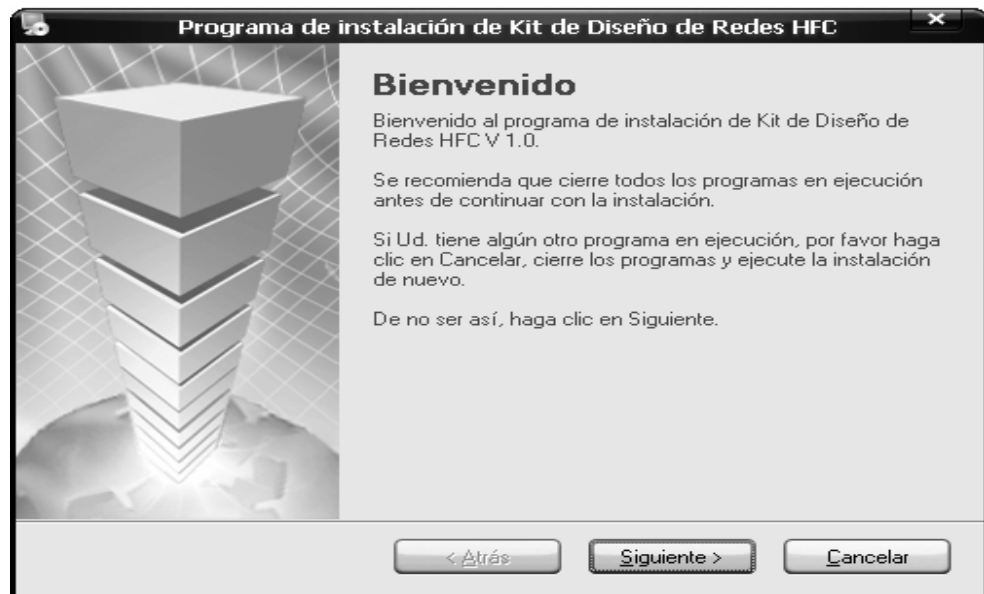 Programa de instalación de Kit de Diseño de Redes HFC
Bienvenido
Bienvenido al programa de instalación de Kit de Diseño de
Redes HFC V 1.0.
Se recomienda que cierre todos los programas en ejecución
antes de continuar con la instalación.
Si Ud. tiene algún otro programa en ejecución, por favor haga
clic en Cancelar, cierre los programas y ejecute la instalación
de nuevo.
De no ser así, haga clic en Siguiente.
< Atrás
Siguiente >
Cancelar